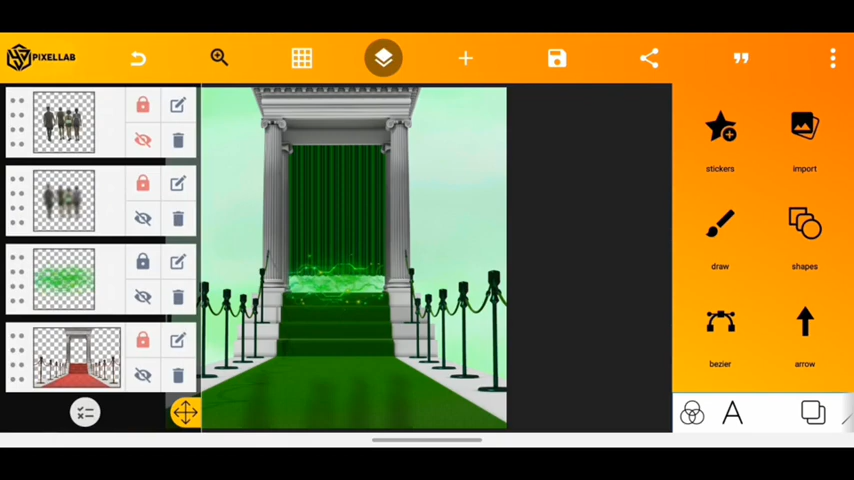 PIXELLAB
stickers
import
draw
shapes
bezier
arrow